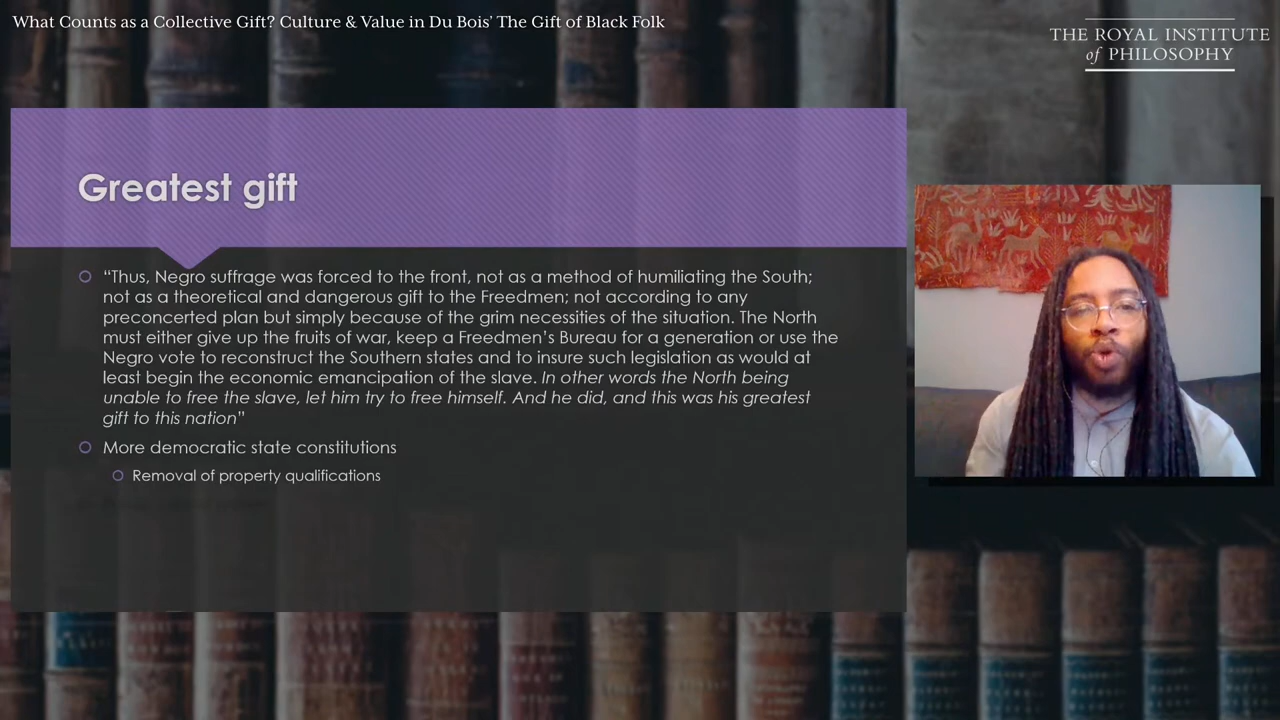 What Counts as a Collective Gift? Culture & Value in Du Bois’ The Gift of Black Folk
THE ROYAL INSTITUTE
of PHILOSOPHY
Greatest gift
“Thus, Negro suffrage was forced to the front, not as a method of humiliating the South;
not as a theoretical and dangerous gift to the Freedmen; not according to any
preconcerted plan but simply because of the grim necessities of the situation. The North
must either give up the fruits of war, keep a Freedmen’s Bureau for a generation or use the
Negro vote to reconstruct the Southern states and to insure such legislation as would at
least begin the economic emancipation of the slave. In other words the North being
unable to free the slave, let him try to free himself. And he did, and this was his greatest
gift to this nation”
More democratic state constitutions
Removal of property qualifications